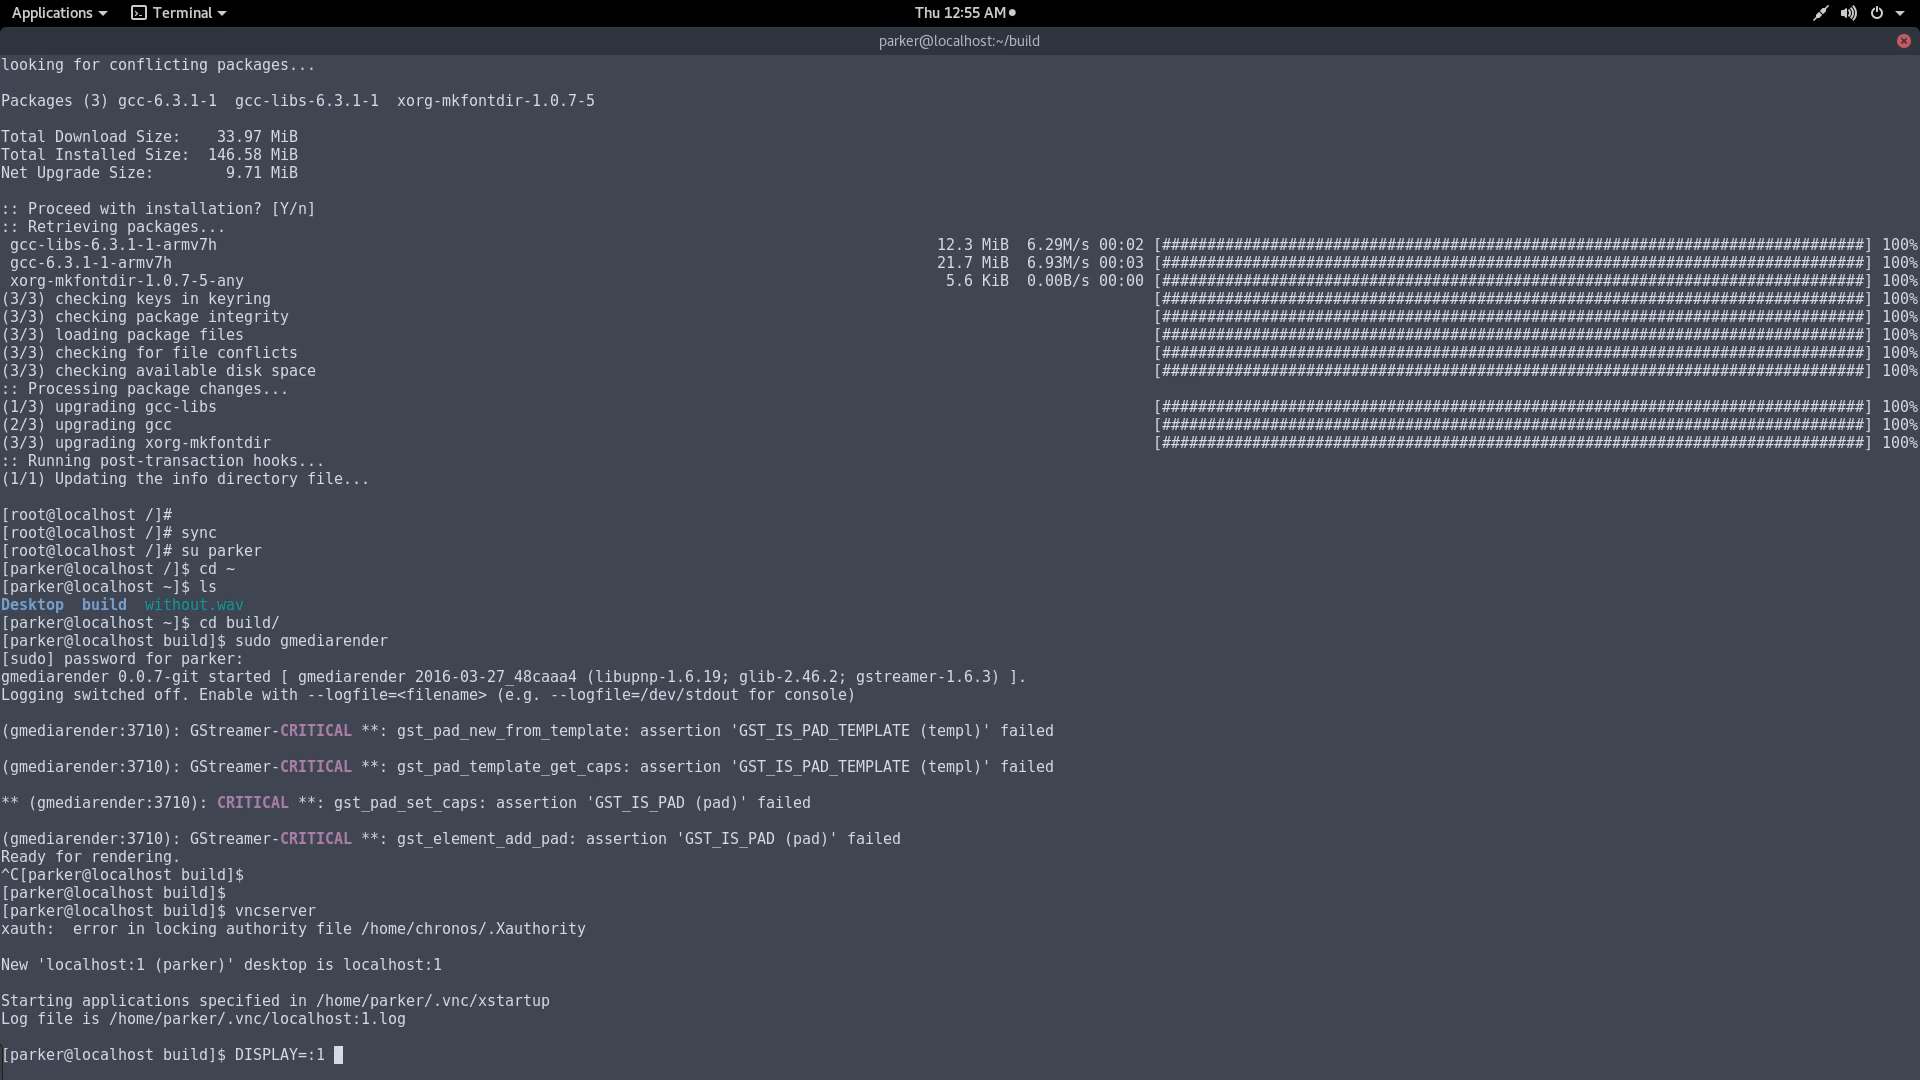 Applications Terminal Thu 12:55 AM
parker@localhost:~/build
looking for conflicting packages...
Packages (3) gcc-6.3.1-1  gcc-libs-6.3.1-1  xorg-mkfontdir-1.0.7-5
Total Download Size:    33.97 MiB
Total Installed Size:  146.58 MiB
Net Upgrade Size:        9.71 MiB
:: Proceed with installation? [Y/n]
:: Retrieving packages...
 gcc-libs-6.3.1-1-armv7h 12.3 MiB  6.29M/s 00:02 [##############################################################################] 100%
 gcc-6.3.1-1-armv7h 21.7 MiB  6.93M/s 00:03 [##############################################################################] 100%
 xorg-mkfontdir-1.0.7-5-any 5.6 KiB  0.00B/s 00:00 [##############################################################################] 100%
(3/3) checking keys in keyring [##############################################################################] 100%
(3/3) checking package integrity [##############################################################################] 100%
(3/3) loading package files [##############################################################################] 100%
(3/3) checking for file conflicts [##############################################################################] 100%
(3/3) checking available disk space [##############################################################################] 100%
:: Processing package changes...
(1/3) upgrading gcc-libs [##############################################################################] 100%
(2/3) upgrading gcc [##############################################################################] 100%
(3/3) upgrading xorg-mkfontdir [##############################################################################] 100%
:: Running post-transaction hooks...
(1/1) Updating the info directory file...
[root@localhost /]#
[root@localhost /]# sync
[root@localhost /]# su parker
[parker@localhost /]$ cd ~
[parker@localhost ~]$ ls
Desktop  build  without.wav
[parker@localhost ~]$ cd build/
[parker@localhost build]$ sudo gmediarender
[sudo] password for parker:
gmediarender 0.0.7-git started [ gmediarender 2016-03-27_48caaa4 (libupnp-1.6.19; glib-2.46.2; gstreamer-1.6.3) ].
Logging switched off. Enable with --logfile=<filename> (e.g. --logfile=/dev/stdout for console)
(gmediarender:3710): GStreamer-CRITICAL **: gst_pad_new_from_template: assertion 'GST_IS_PAD_TEMPLATE (templ)' failed
(gmediarender:3710): GStreamer-CRITICAL **: gst_pad_template_get_caps: assertion 'GST_IS_PAD_TEMPLATE (templ)' failed
** (gmediarender:3710): CRITICAL **: gst_pad_set_caps: assertion 'GST_IS_PAD (pad)' failed
(gmediarender:3710): GStreamer-CRITICAL **: gst_element_add_pad: assertion 'GST_IS_PAD (pad)' failed
Ready for rendering.
^C[parker@localhost build]$
[parker@localhost build]$
[parker@localhost build]$ vncserver
xauth:  error in locking authority file /home/chronos/.Xauthority
New 'localhost:1 (parker)' desktop is localhost:1
Starting applications specified in /home/parker/.vnc/xstartup
Log file is /home/parker/.vnc/localhost:1.log
[parker@localhost build]$ DISPLAY=:1